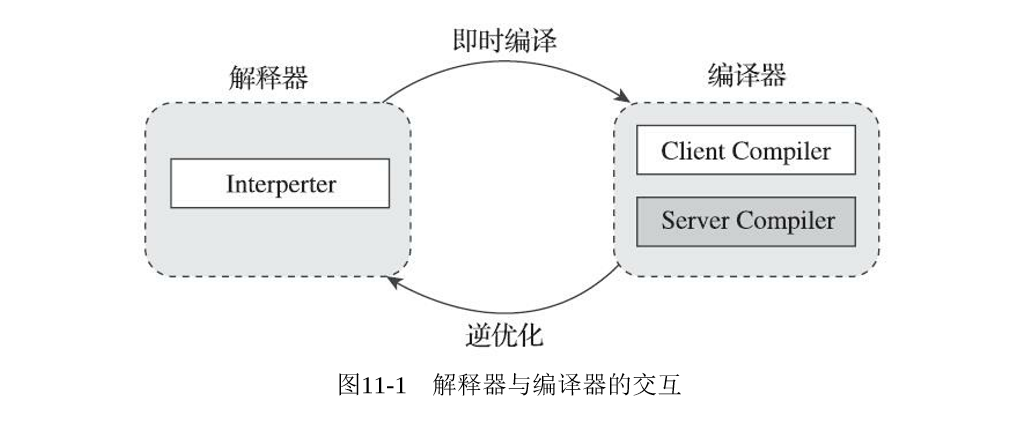 即时编译
解释器
编译器
Interperter
Client Compiler
Server Compiler
逆优化
图11-1 解释器与编译器的交互